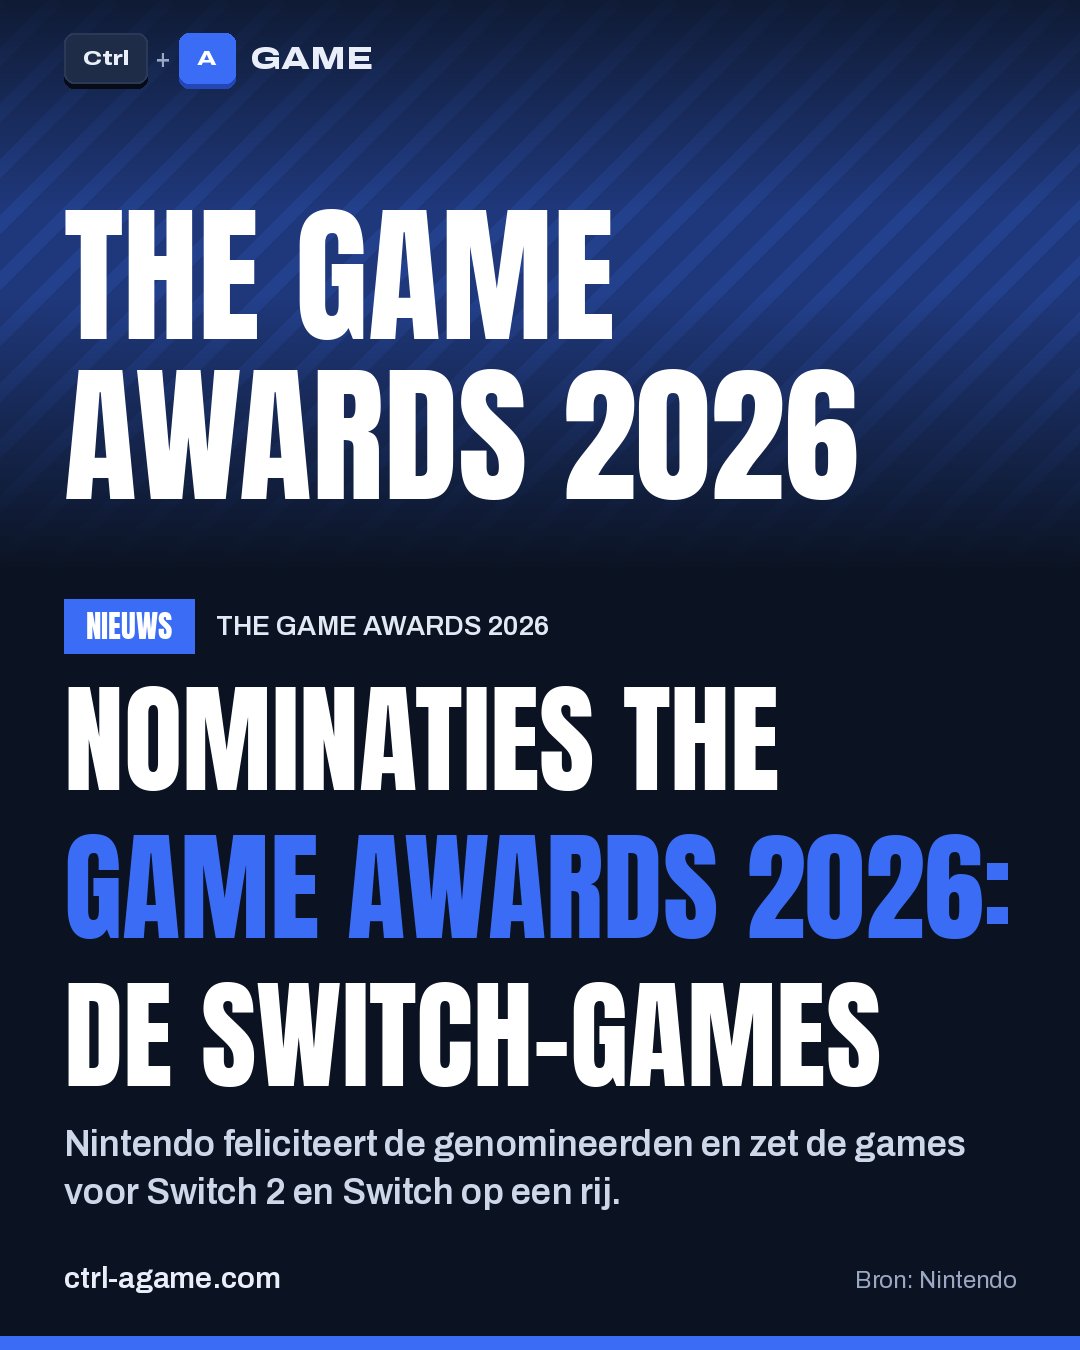 Ctrl + A GAME
THE GAME
AWARDS 2026
NIEUWS THE GAME AWARDS 2026
NOMINATIES THE
GAME AWARDS 2026:
DE SWITCH-GAMES
Nintendo feliciteert de genomineerden en zet de games
voor Switch 2 en Switch op een rij.
ctrl-agame.com
Bron: Nintendo